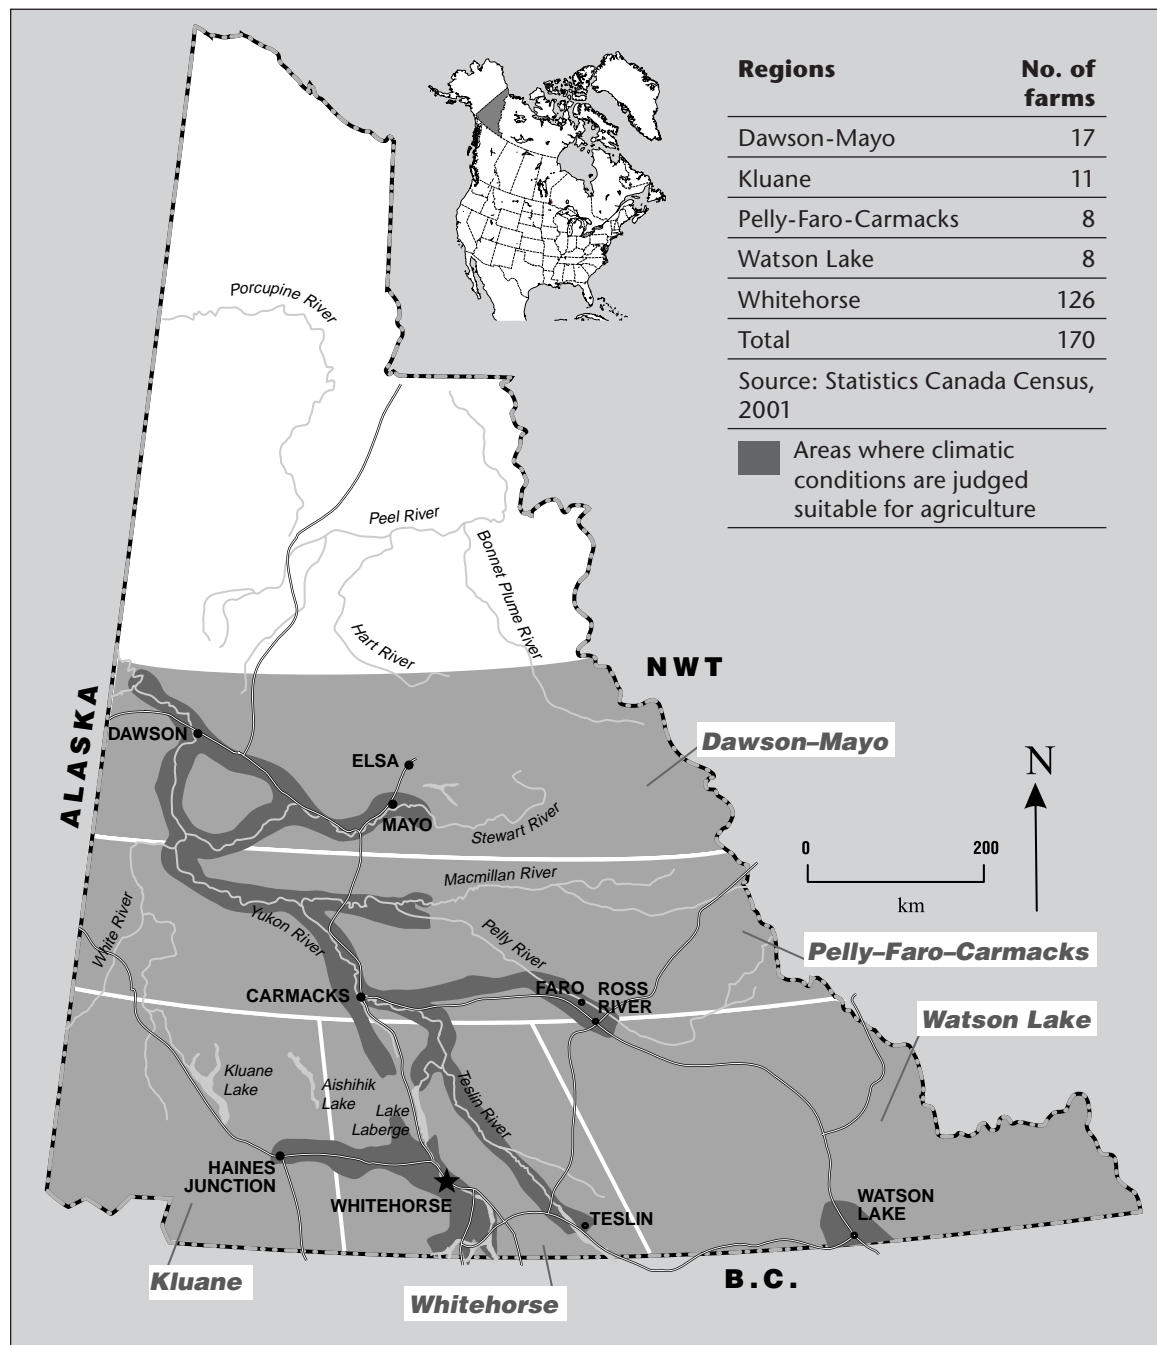 Regions No. of
farms
Dawson-Mayo 17
Kluane 11
Pelly-Faro-Carmacks 8
Watson Lake 8
Whitehorse 126
Total 170
Source: Statistics Canada Census,
2001
Areas where climatic
conditions are judged
suitable for agriculture
Porcupine River
Peel River
Bonnet Plume River
Hart River
NWT
ALASKA
DAWSON
ELSA
Dawson–Mayo
N
MAYO
Stewart River
0 200
km
Macmillan River
White River
Yukon River
Pelly River
Pelly–Faro–Carmacks
CARMACKS
FARO
ROSS
RIVER
Watson Lake
Kluane
Lake
Aishihik
Lake
Lake
Laberge
Teslin River
HAINES
JUNCTION
WHITEHORSE
TESLIN
WATSON
LAKE
Kluane
Whitehorse
B.C.